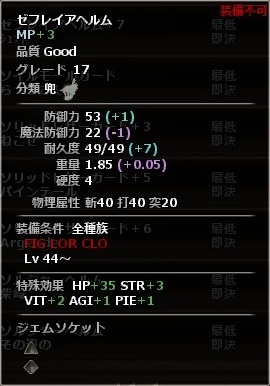 装備不可
ゼフレイアヘルム
MP+3
品質 Good
グレード 17
分類 兜
防御力 53 (+1)
魔法防御力 22 (-1)
耐久度 49/49 (+7)
重量 1.85 (+0.05)
硬度 4
物理属性 斬40 打40 突20
装備条件 全種族
FIG LOR CLO
Lv 44～
特殊効果 HP+35 STR+3
VIT+2 AGI+1 PIE+1
ジェムソケット